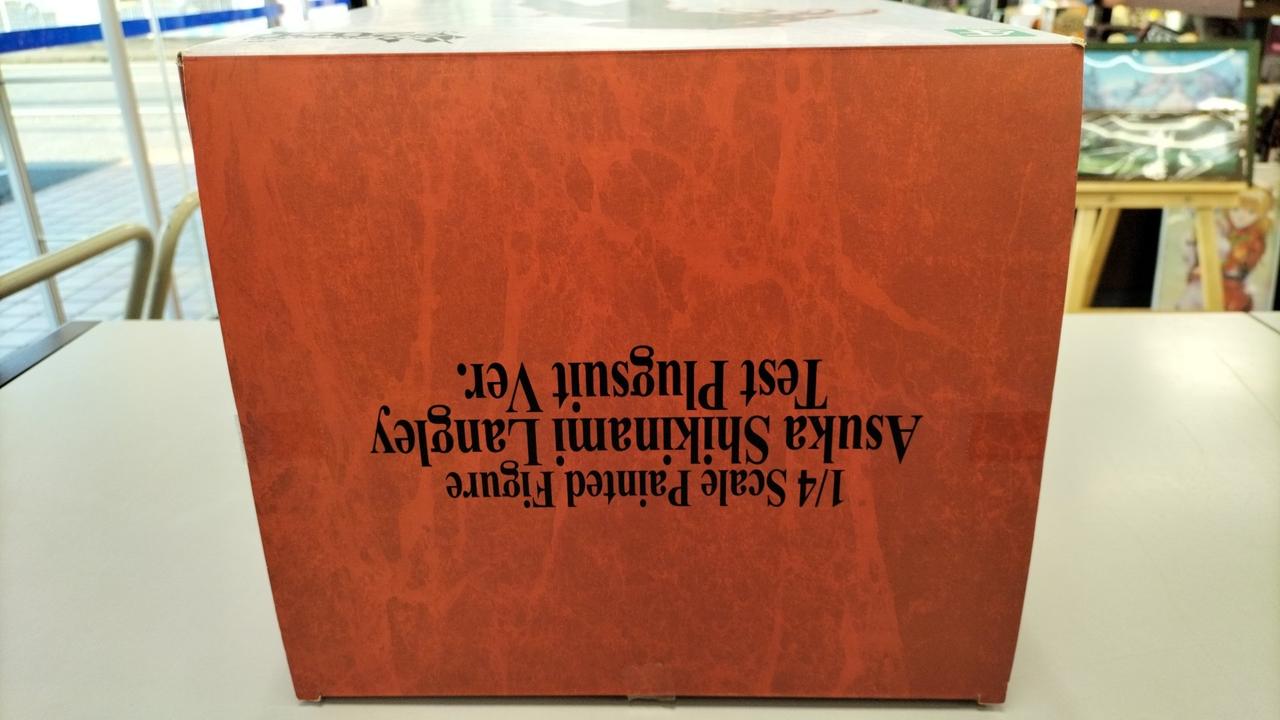 1/4 Scale Painted Figure
Asuka Shikinami Langley
Test Plugsuit Ver.